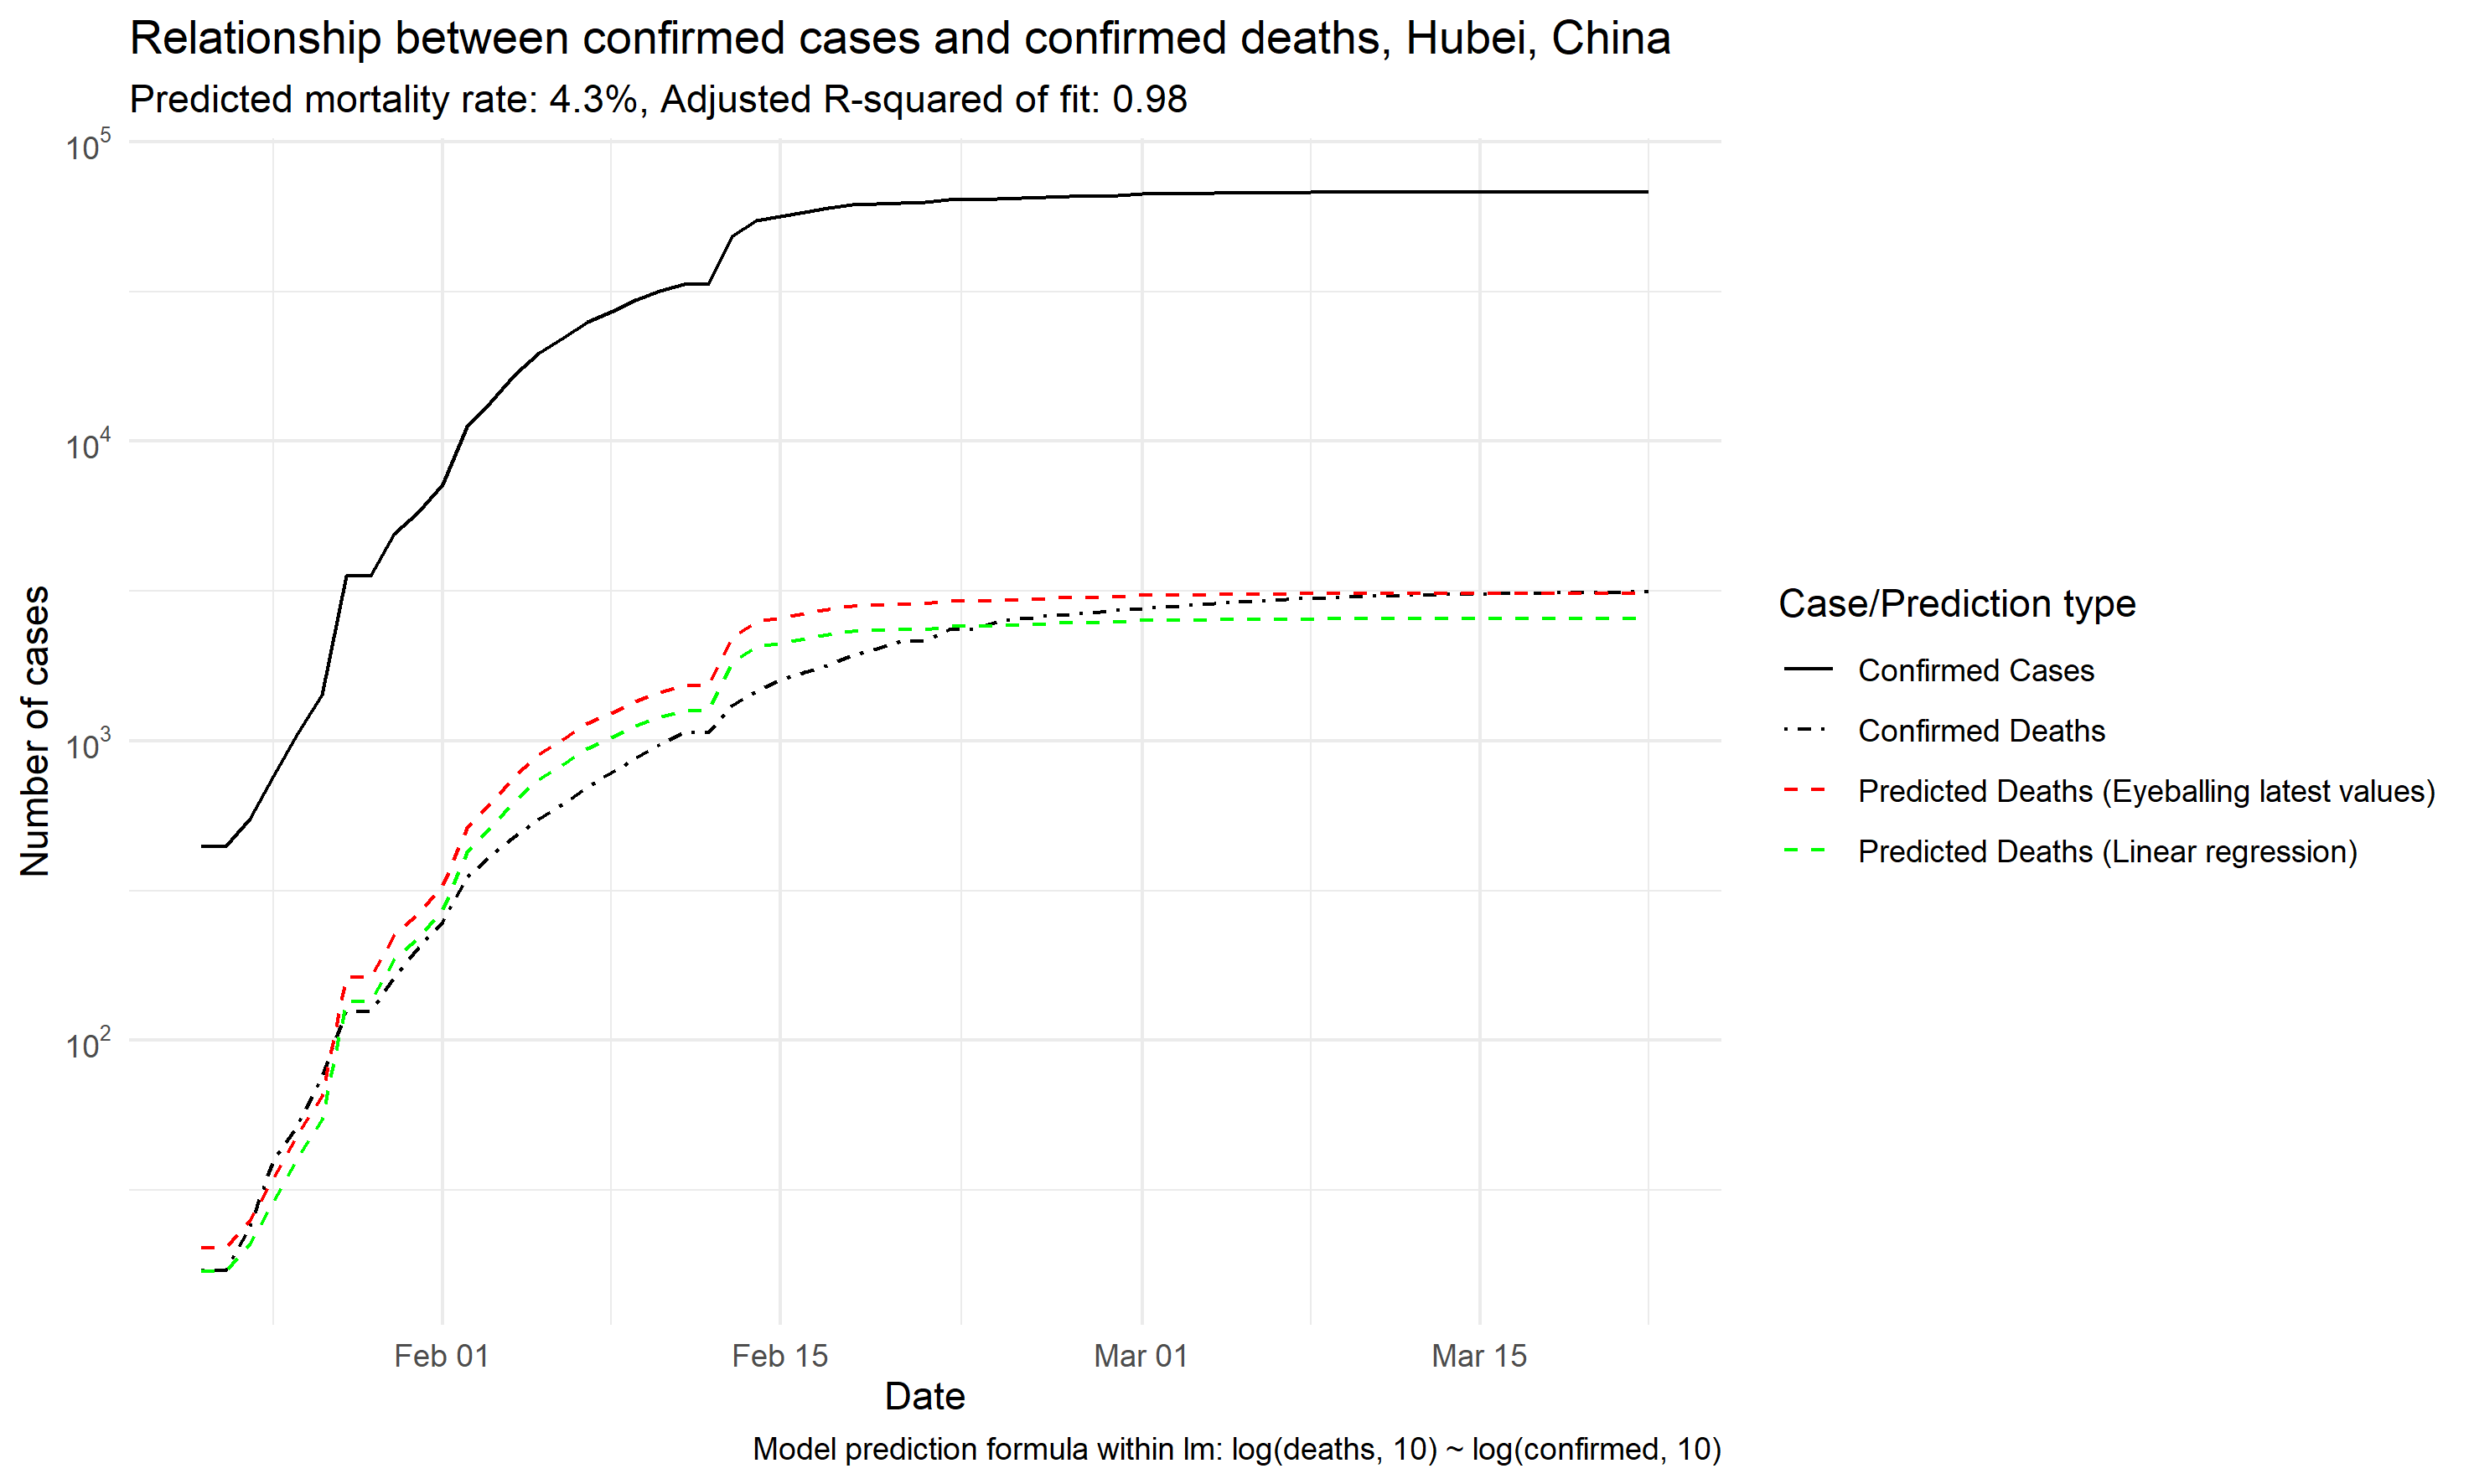 Relationship between confirmed cases and confirmed deaths, Hubei, China
Predicted mortality rate: 4.3%, Adjusted R-squared of fit: 0.98
10^5
10^4
10^3
10^2
Number of cases
Feb 01
Feb 15
Mar 01
Mar 15
Date
Case/Prediction type
Confirmed Cases
Confirmed Deaths
Predicted Deaths (Eyeballing latest values)
Predicted Deaths (Linear regression)
Model prediction formula within lm: log(deaths, 10) ~ log(confirmed, 10)